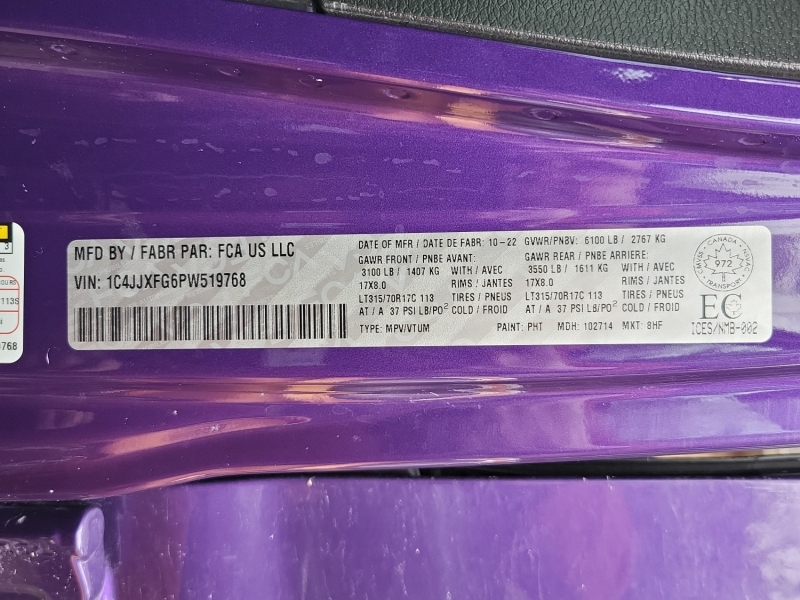 MFD BY / FABR PAR: FCA US LLC
VIN: 1C4JJXFG6PW519768
DATE OF MFR / DATE DE FABR: 10-22 GVWR/PNBV: 6100 LB / 2767 KG
GAWR FRONT / PNBE AVANT: GAWR REAR / PNBE ARRIERE:
3100 LB / 1407 KG WITH / AVEC 3550 LB / 1611 KG WITH / AVEC
17X8.0 RIMS / JANTES 17X8.0 RIMS / JANTES
LT315/70R17C 113 TIRES / PNEUS LT315/70R17C 113 TIRES / PNEUS
AT / A 37 PSI LB/PO² COLD / FROID AT / A 37 PSI LB/PO² COLD / FROID
TYPE: MPV/VTUM PAINT: PHT MDH: 102714 MKT: 8HF
CANADA
972
TRANSPORT
EC
ICES/NMB-002
3
113S
9768